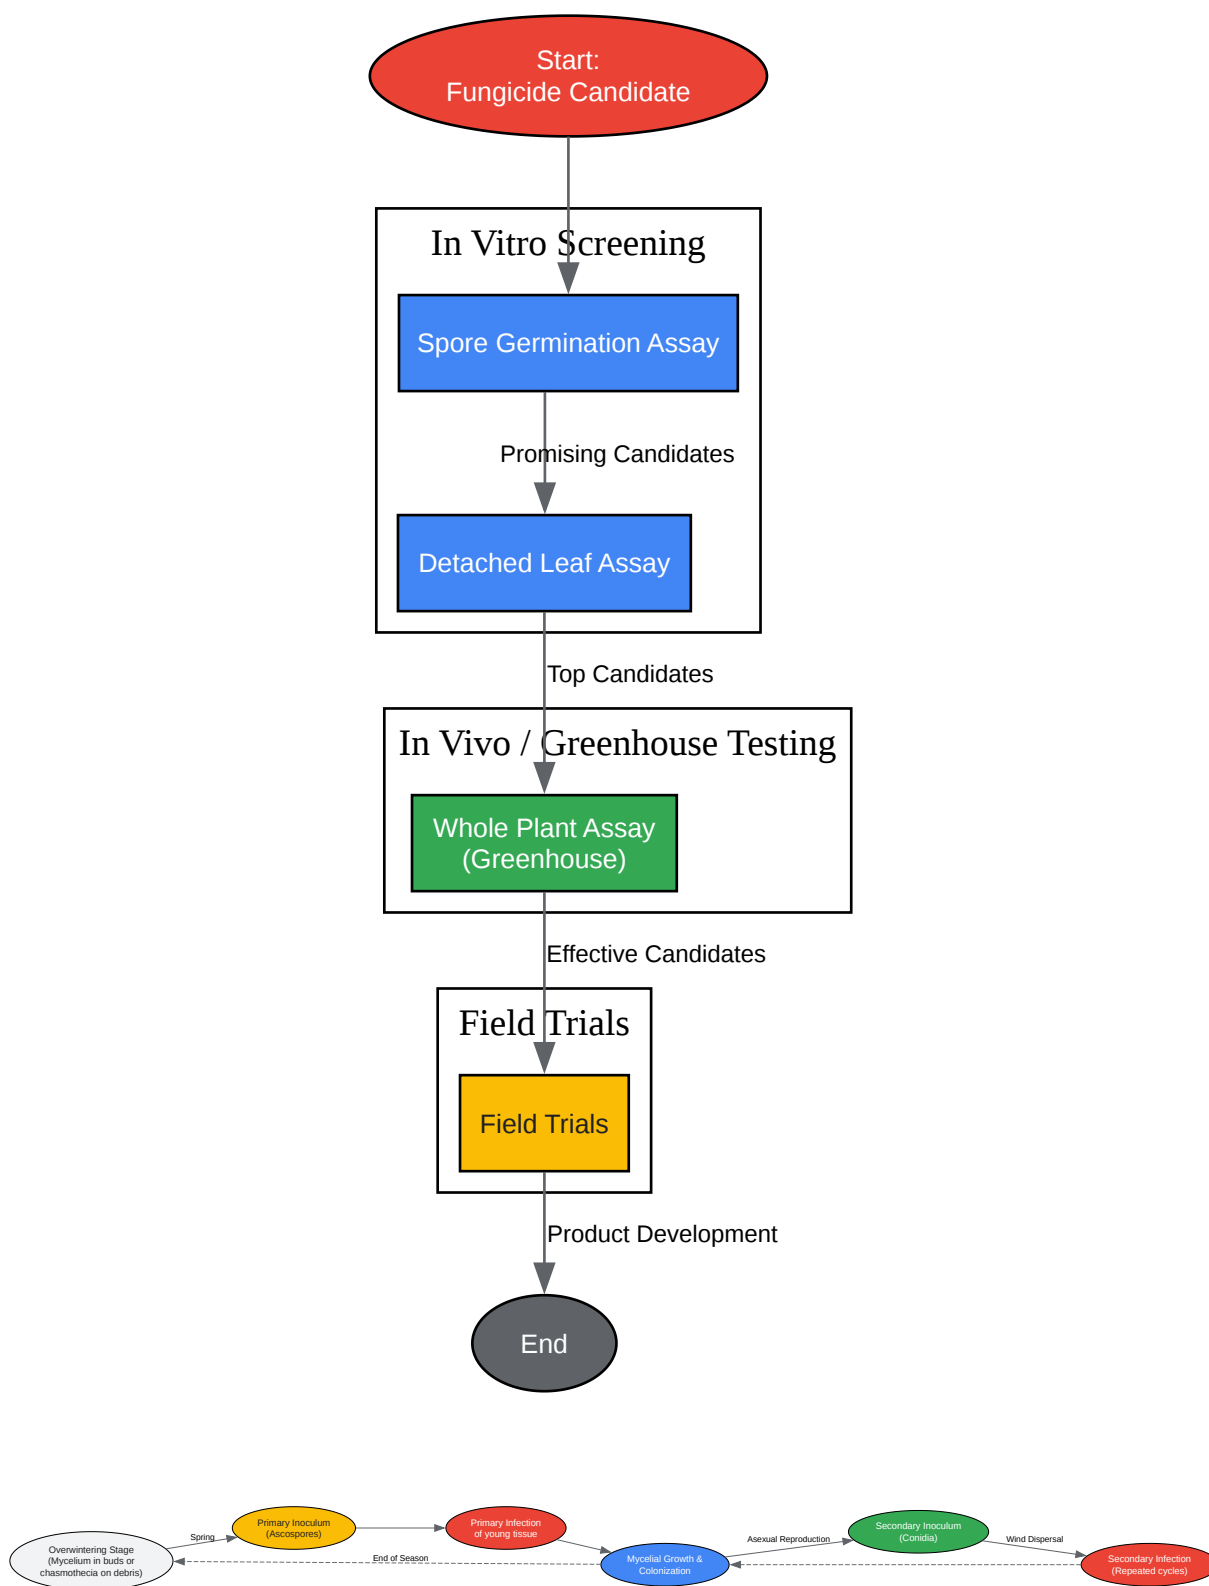 Start:
Fungicide Candidate
In Vitro Screening
Spore Germination Assay
Promising Candidates
Detached Leaf Assay
Top Candidates
In Vivo / Greenhouse Testing
Whole Plant Assay
(Greenhouse)
Effective Candidates
Field Trials
Field Trials
Product Development
End
Overwintering Stage
(Mycelium in buds or
chasmothecia on debris)
Spring
Primary Inoculum
(Ascospores)
Primary Infection
of young tissue
End of Season
Mycelial Growth &
Colonization
Asexual Reproduction
Secondary Inoculum
(Conidia)
Wind Dispersal
Secondary Infection
(Repeated cycles)